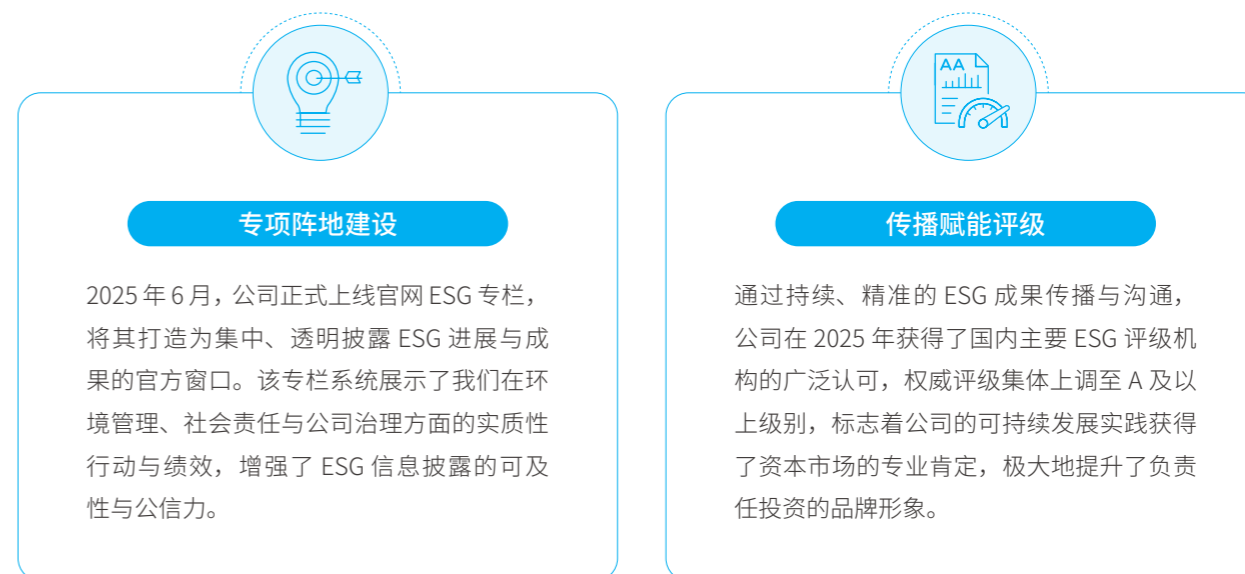 专项阵地建设
2025 年 6 月，公司正式上线官网 ESG 专栏，
将其打造为集中、透明披露 ESG 进展与成
果的官方窗口。该专栏系统展示了我们在环
境管理、社会责任与公司治理方面的实质性
行动与绩效，增强了 ESG 信息披露的可及
性与公信力。
AA
传播赋能评级
通过持续、精准的 ESG 成果传播与沟通，
公司在 2025 年获得了国内主要 ESG 评级机
构的广泛认可，权威评级集体上调至 A 及以
上级别，标志着公司的可持续发展实践获得
了资本市场的专业肯定，极大地提升了负责
任投资的品牌形象。